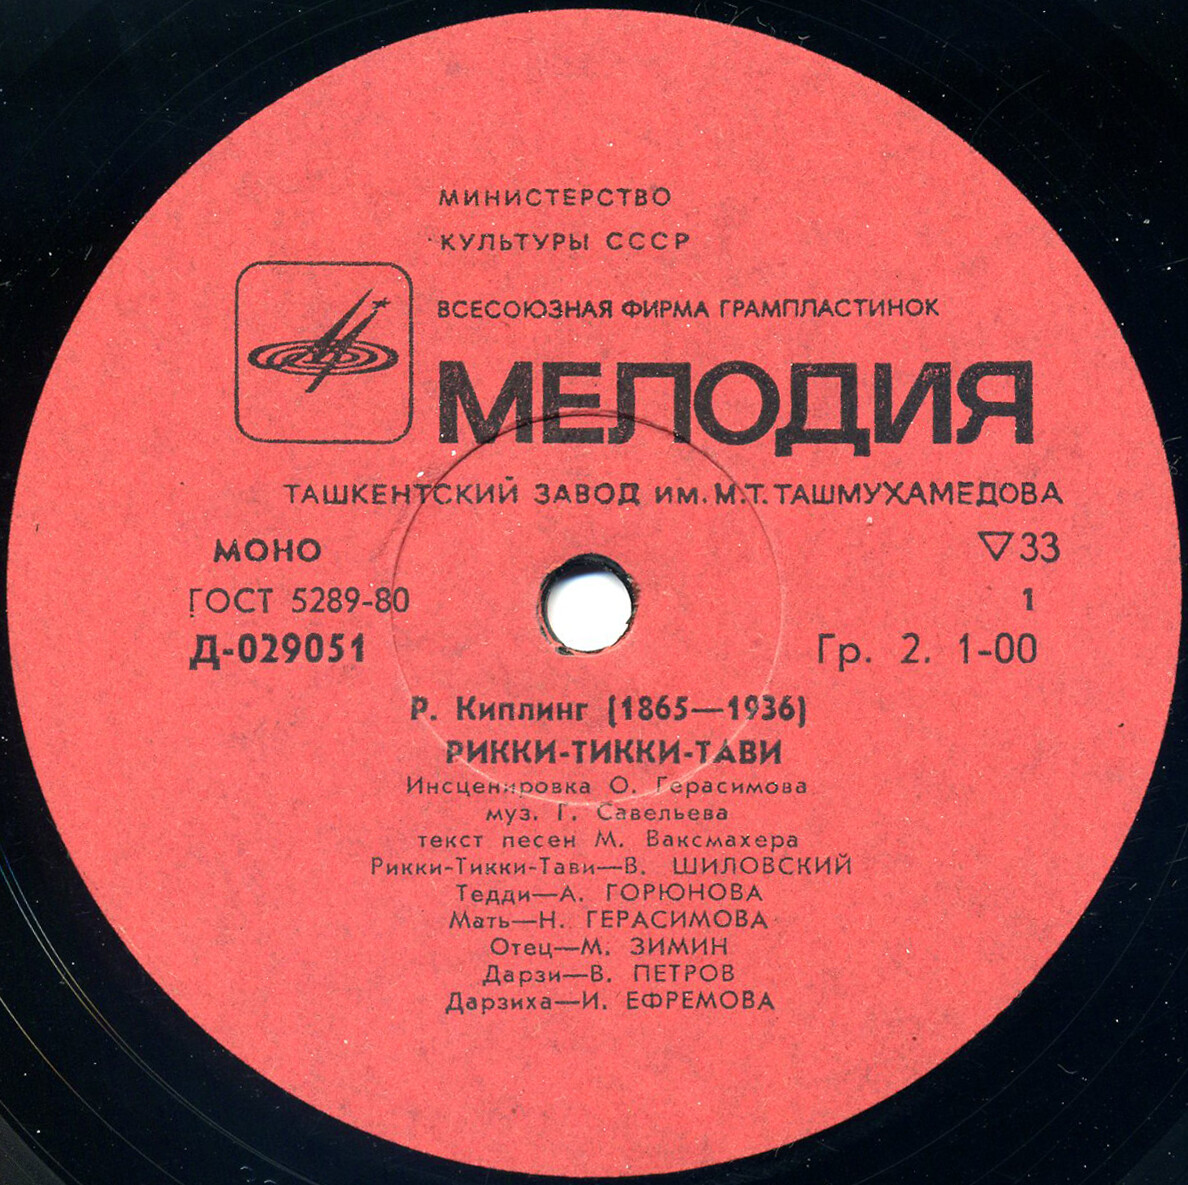 МИНИСТЕРСТВО
КУЛЬТУРЫ СССР
ВСЕСОЮЗНАЯ ФИРМА ГРАМПЛАСТИНОК
МЕЛОДИЯ
ТАШКЕНТСКИЙ ЗАВОД ИМ. М.Т. ТАШМУХАМЕДОВА
МОНО
▽33
ГОСТ 5289-80
1
Д-029051
Гр. 2. 1-00
Р. Киплинг (1865—1936)
РИККИ-ТИККИ-ТАВИ
Инсценировка О. Герасимова
муз. Г. Савельева
текст песен М. Ваксмахера
Рикки-Тикки-Тави—В. ШИЛОВСКИЙ
Тедди—А. ГОРЮНОВА
Мать—Н. ГЕРАСИМОВА
Отец—М. ЗИМИН
Дарзи—В. ПЕТРОВ
Дарзиха—И. ЕФРЕМОВА